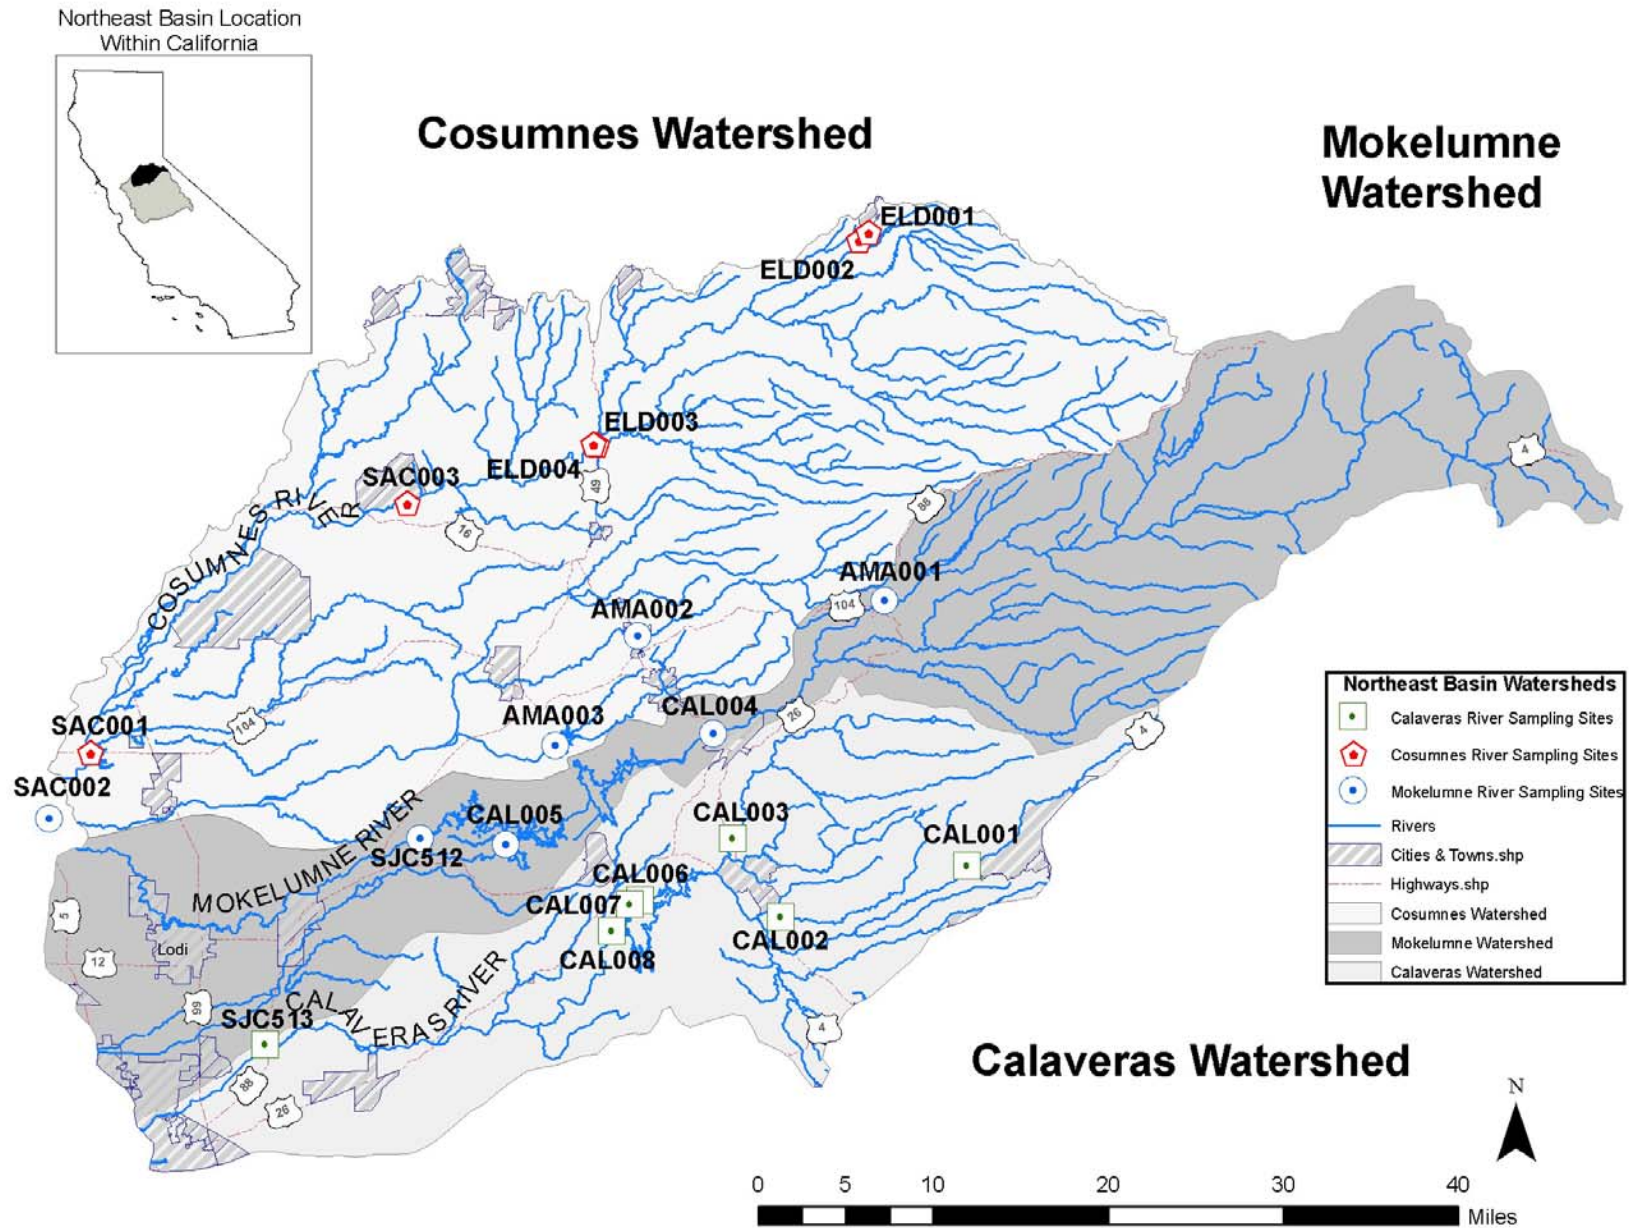 Northeast Basin Location
Within California
Cosumnes Watershed
Mokelumne
Watershed
ELD001
ELD002
ELD003
ELD004
SAC003
4
49
88
16
COSUMNES RIVER
AMA001
104
AMA002
CAL004
26
AMA003
SAC001
104
4
SAC002
CAL005
CAL003
CAL001
MOKELUMNE RIVER
SJC512
CAL006
CAL007
CAL002
CAL008
5
Lodi
12
99
CALAVERAS RIVER
SJC513
4
88
26
Calaveras Watershed
Northeast Basin Watersheds
Calaveras River Sampling Sites
Cosumnes River Sampling Sites
Mokelumne River Sampling Sites
Rivers
Cities & Towns.shp
Highways.shp
Cosumnes Watershed
Mokelumne Watershed
Calaveras Watershed
N
0 5 10 20 30 40
Miles